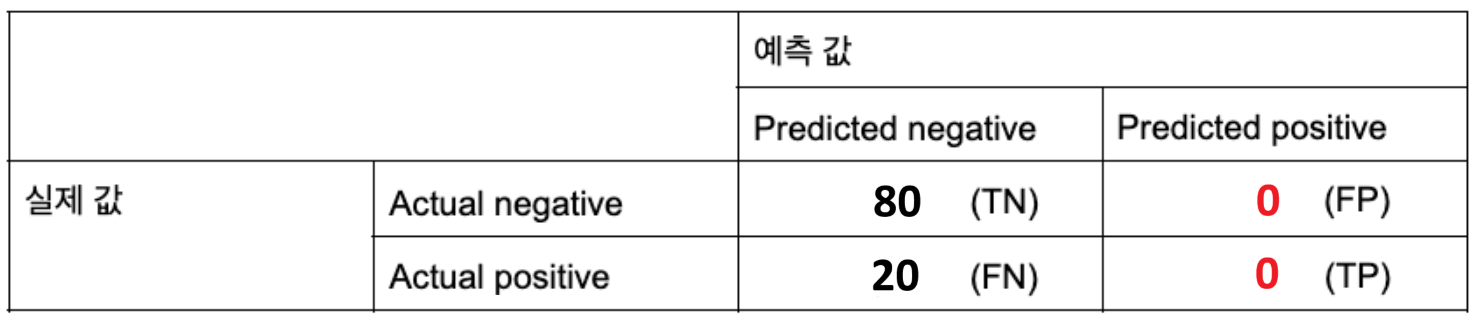 예측 값
Predicted negative Predicted positive
실제 값 Actual negative 80 (TN) 0 (FP)
Actual positive 20 (FN) 0 (TP)